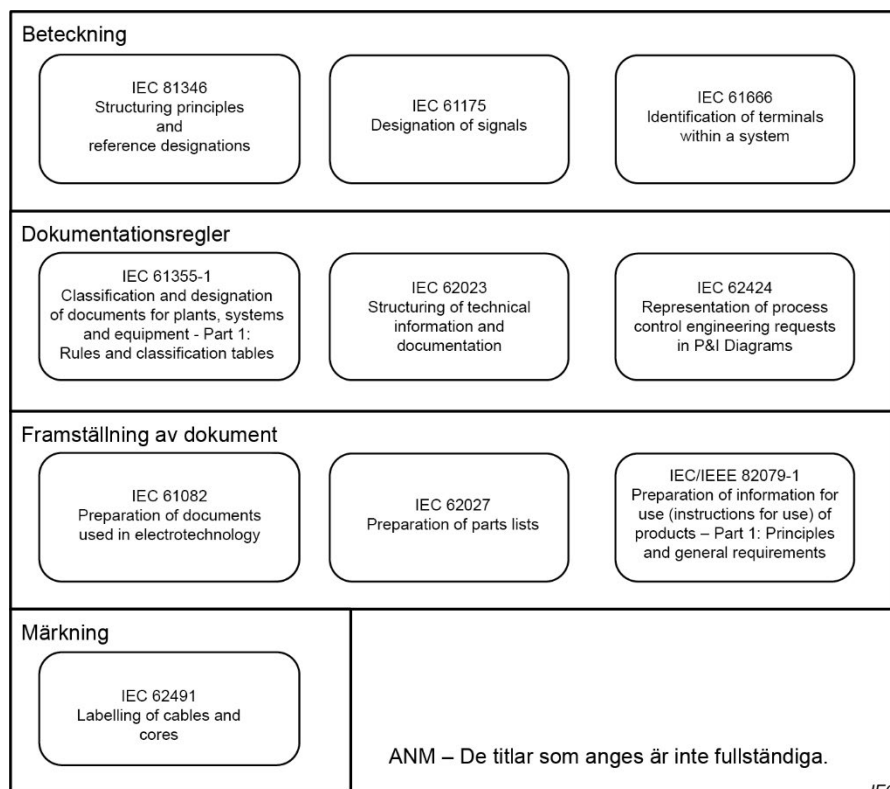 Beteckning
IEC 81346
Structuring principles
and
reference designations
IEC 61175
Designation of signals
IEC 61666
Identification of terminals
within a system
Dokumentationsregler
IEC 61355-1
Classification and designation
of documents for plants, systems
and equipment - Part 1:
Rules and classification tables
IEC 62023
Structuring of technical
information and
documentation
IEC 62424
Representation of process
control engineering requests
in P&I Diagrams
Framställning av dokument
IEC 61082
Preparation of documents
used in electrotechnology
IEC 62027
Preparation of parts lists
IEC/IEEE 82079-1
Preparation of information for
use (instructions for use) of
products – Part 1: Principles
and general requirements
Märkning
IEC 62491
Labelling of cables and
cores
ANM – De titlar som anges är inte fullständiga.